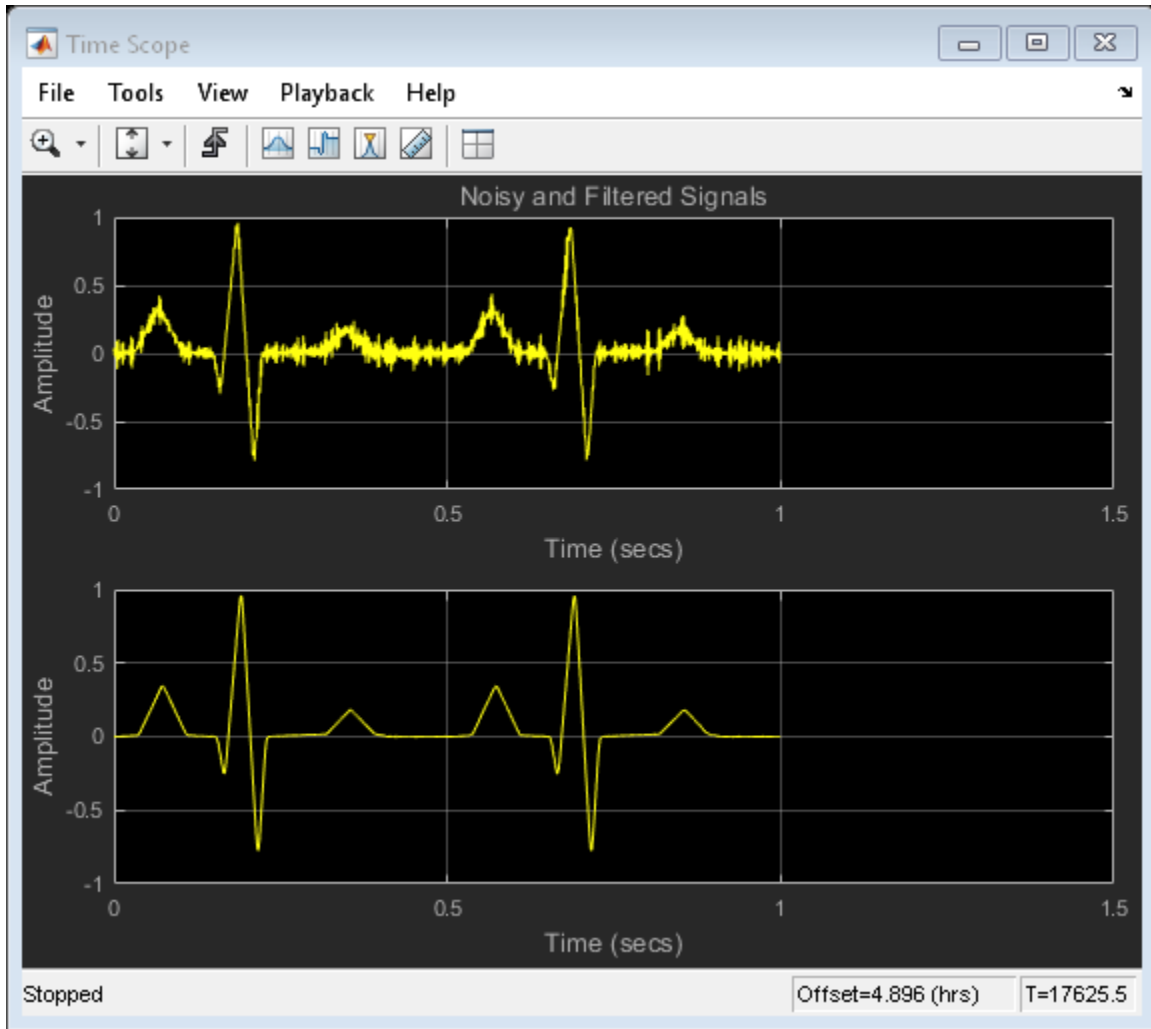 Time Scope
File Tools View Playback Help
Noisy and Filtered Signals
1
0.5
0
-0.5
-1
Amplitude
0 0.5 1 1.5
Time (secs)
1
0.5
0
-0.5
-1
Amplitude
0 0.5 1 1.5
Time (secs)
Stopped Offset=4.896 (hrs) T=17625.5